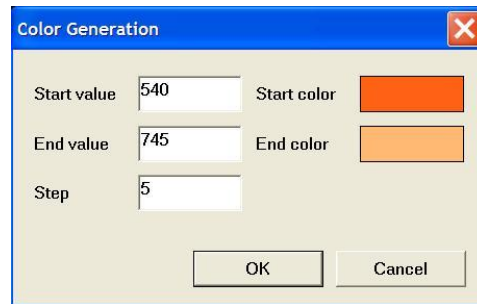 Color Generation
Start value 540 Start color
End value 745 End color
Step 5
OK Cancel